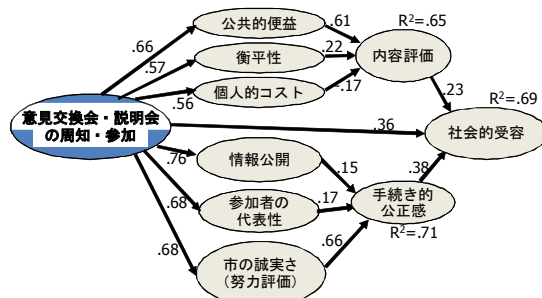 公共的便益
.61
R²=.65
.66
衡平性
.22
内容評価
.57
個人的コスト
.17
.56
.23
R²=.69
意見交換会・説明会
の周知・参加
.36
社会的受容
.76
情報公開
.15
.38
.68
参加者の
代表性
.17
手続き的
公正感
R²=.71
.68
.66
市の誠実さ
(努力評価)